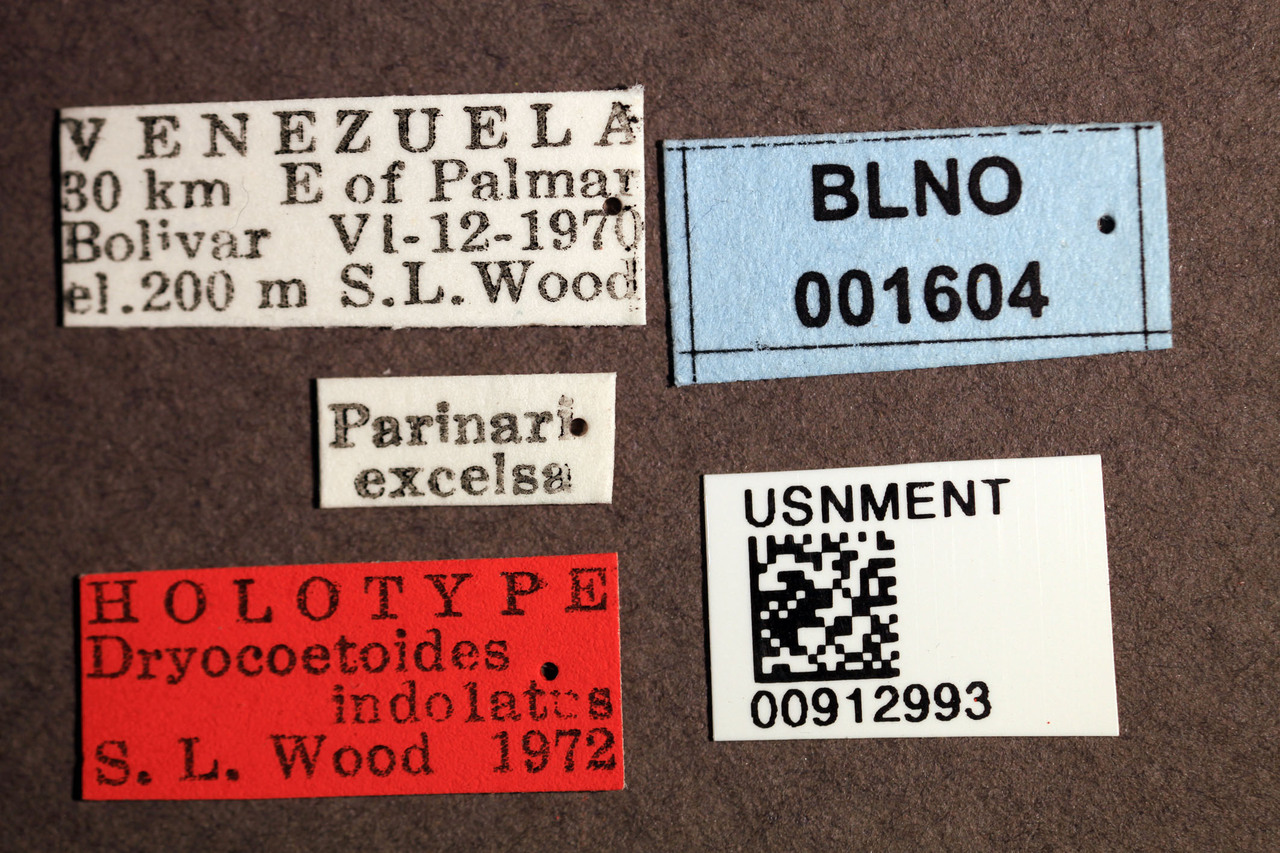 VENEZUELA
30 km E of Palmar
Bolivar VI-12-1970
el.200 m S.L.Wood
BLNO
001604
Parinari
excelsa
USNMENT
00912993
HOLOTYPE
Dryocoetoides
indolatus
S. L. Wood 1972